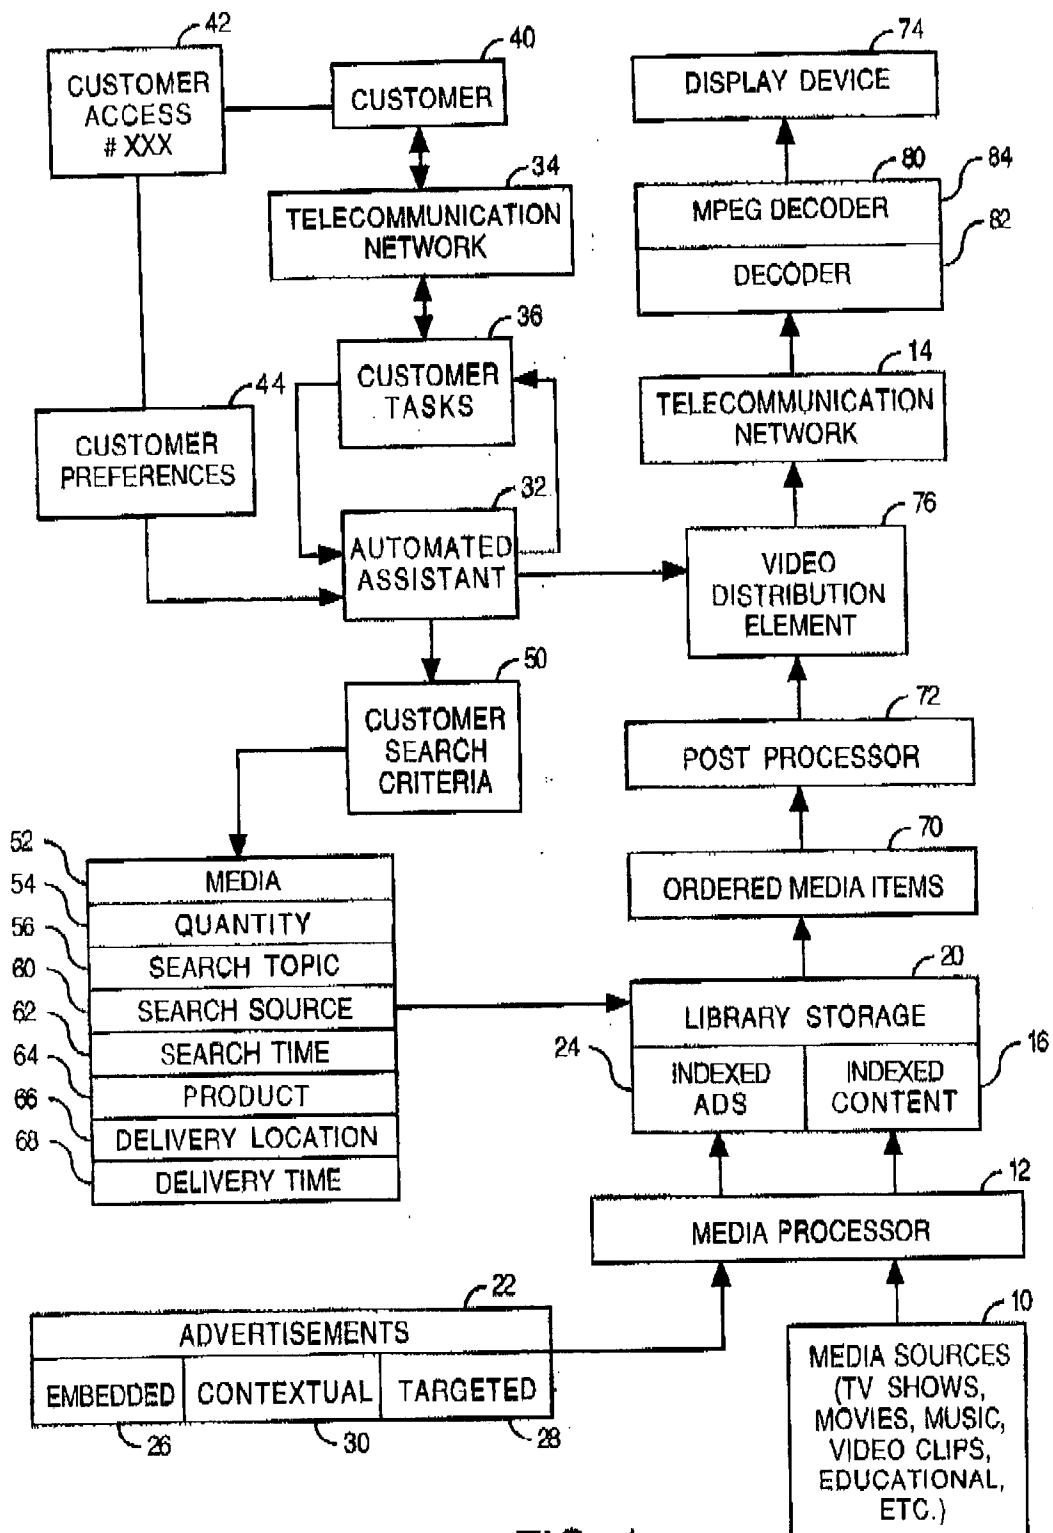 42
CUSTOMER
ACCESS
# XXX
40
CUSTOMER
34
TELECOMMUNICATION
NETWORK
36
CUSTOMER
TASKS
44
CUSTOMER
PREFERENCES
32
AUTOMATED
ASSISTANT
50
CUSTOMER
SEARCH
CRITERIA
52
MEDIA
54
QUANTITY
56
SEARCH TOPIC
60
SEARCH SOURCE
62
SEARCH TIME
64
PRODUCT
66
DELIVERY LOCATION
68
DELIVERY TIME
74
DISPLAY DEVICE
80
84
MPEG DECODER
82
DECODER
14
TELECOMMUNICATION
NETWORK
76
VIDEO
DISTRIBUTION
ELEMENT
72
POST PROCESSOR
70
ORDERED MEDIA ITEMS
20
LIBRARY STORAGE
24
INDEXED
ADS
16
INDEXED
CONTENT
12
MEDIA PROCESSOR
22
ADVERTISEMENTS
EMBEDDED
CONTEXTUAL
TARGETED
26
30
28
10
MEDIA SOURCES
(TV SHOWS,
MOVIES, MUSIC,
VIDEO CLIPS,
EDUCATIONAL,
ETC.)